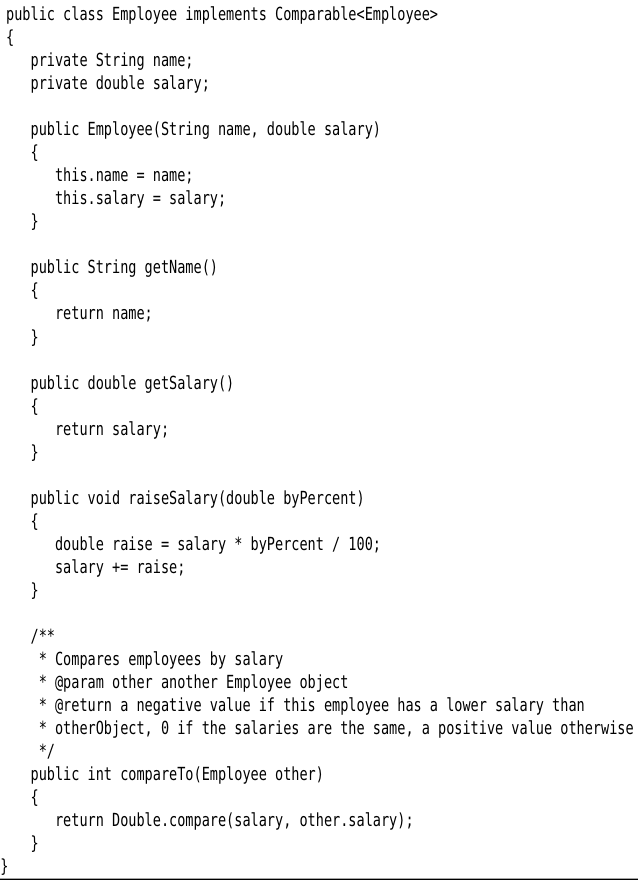 public class Employee implements Comparable<Employee>
{
   private String name;
   private double salary;

   public Employee(String name, double salary)
   {
      this.name = name;
      this.salary = salary;
   }

   public String getName()
   {
      return name;
   }

   public double getSalary()
   {
      return salary;
   }

   public void raiseSalary(double byPercent)
   {
      double raise = salary * byPercent / 100;
      salary += raise;
   }

   /**
    * Compares employees by salary
    * @param other another Employee object
    * @return a negative value if this employee has a lower salary than
    * otherObject, 0 if the salaries are the same, a positive value otherwise
    */
   public int compareTo(Employee other)
   {
      return Double.compare(salary, other.salary);
   }
}